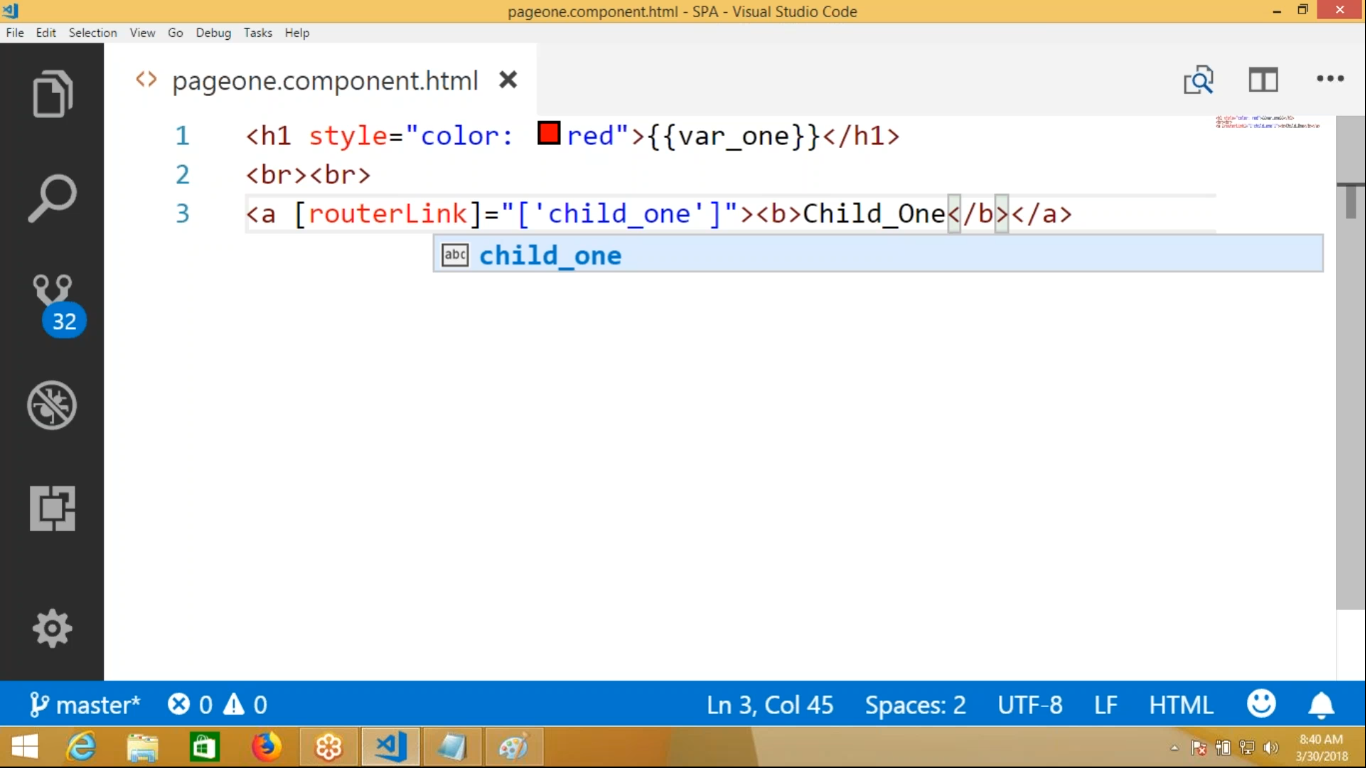 pageone.component.html - SPA - Visual Studio Code
File Edit Selection View Go Debug Tasks Help
pageone.component.html
1 <h1 style="color: red">{{var_one}}</h1>
2 <br><br>
3 <a [routerLink]="['child_one']"><b>Child_One</b></a>
abc child_one
32
master* 0 0 Ln 3, Col 45 Spaces: 2 UTF-8 LF HTML
8:40 AM
3/30/2018